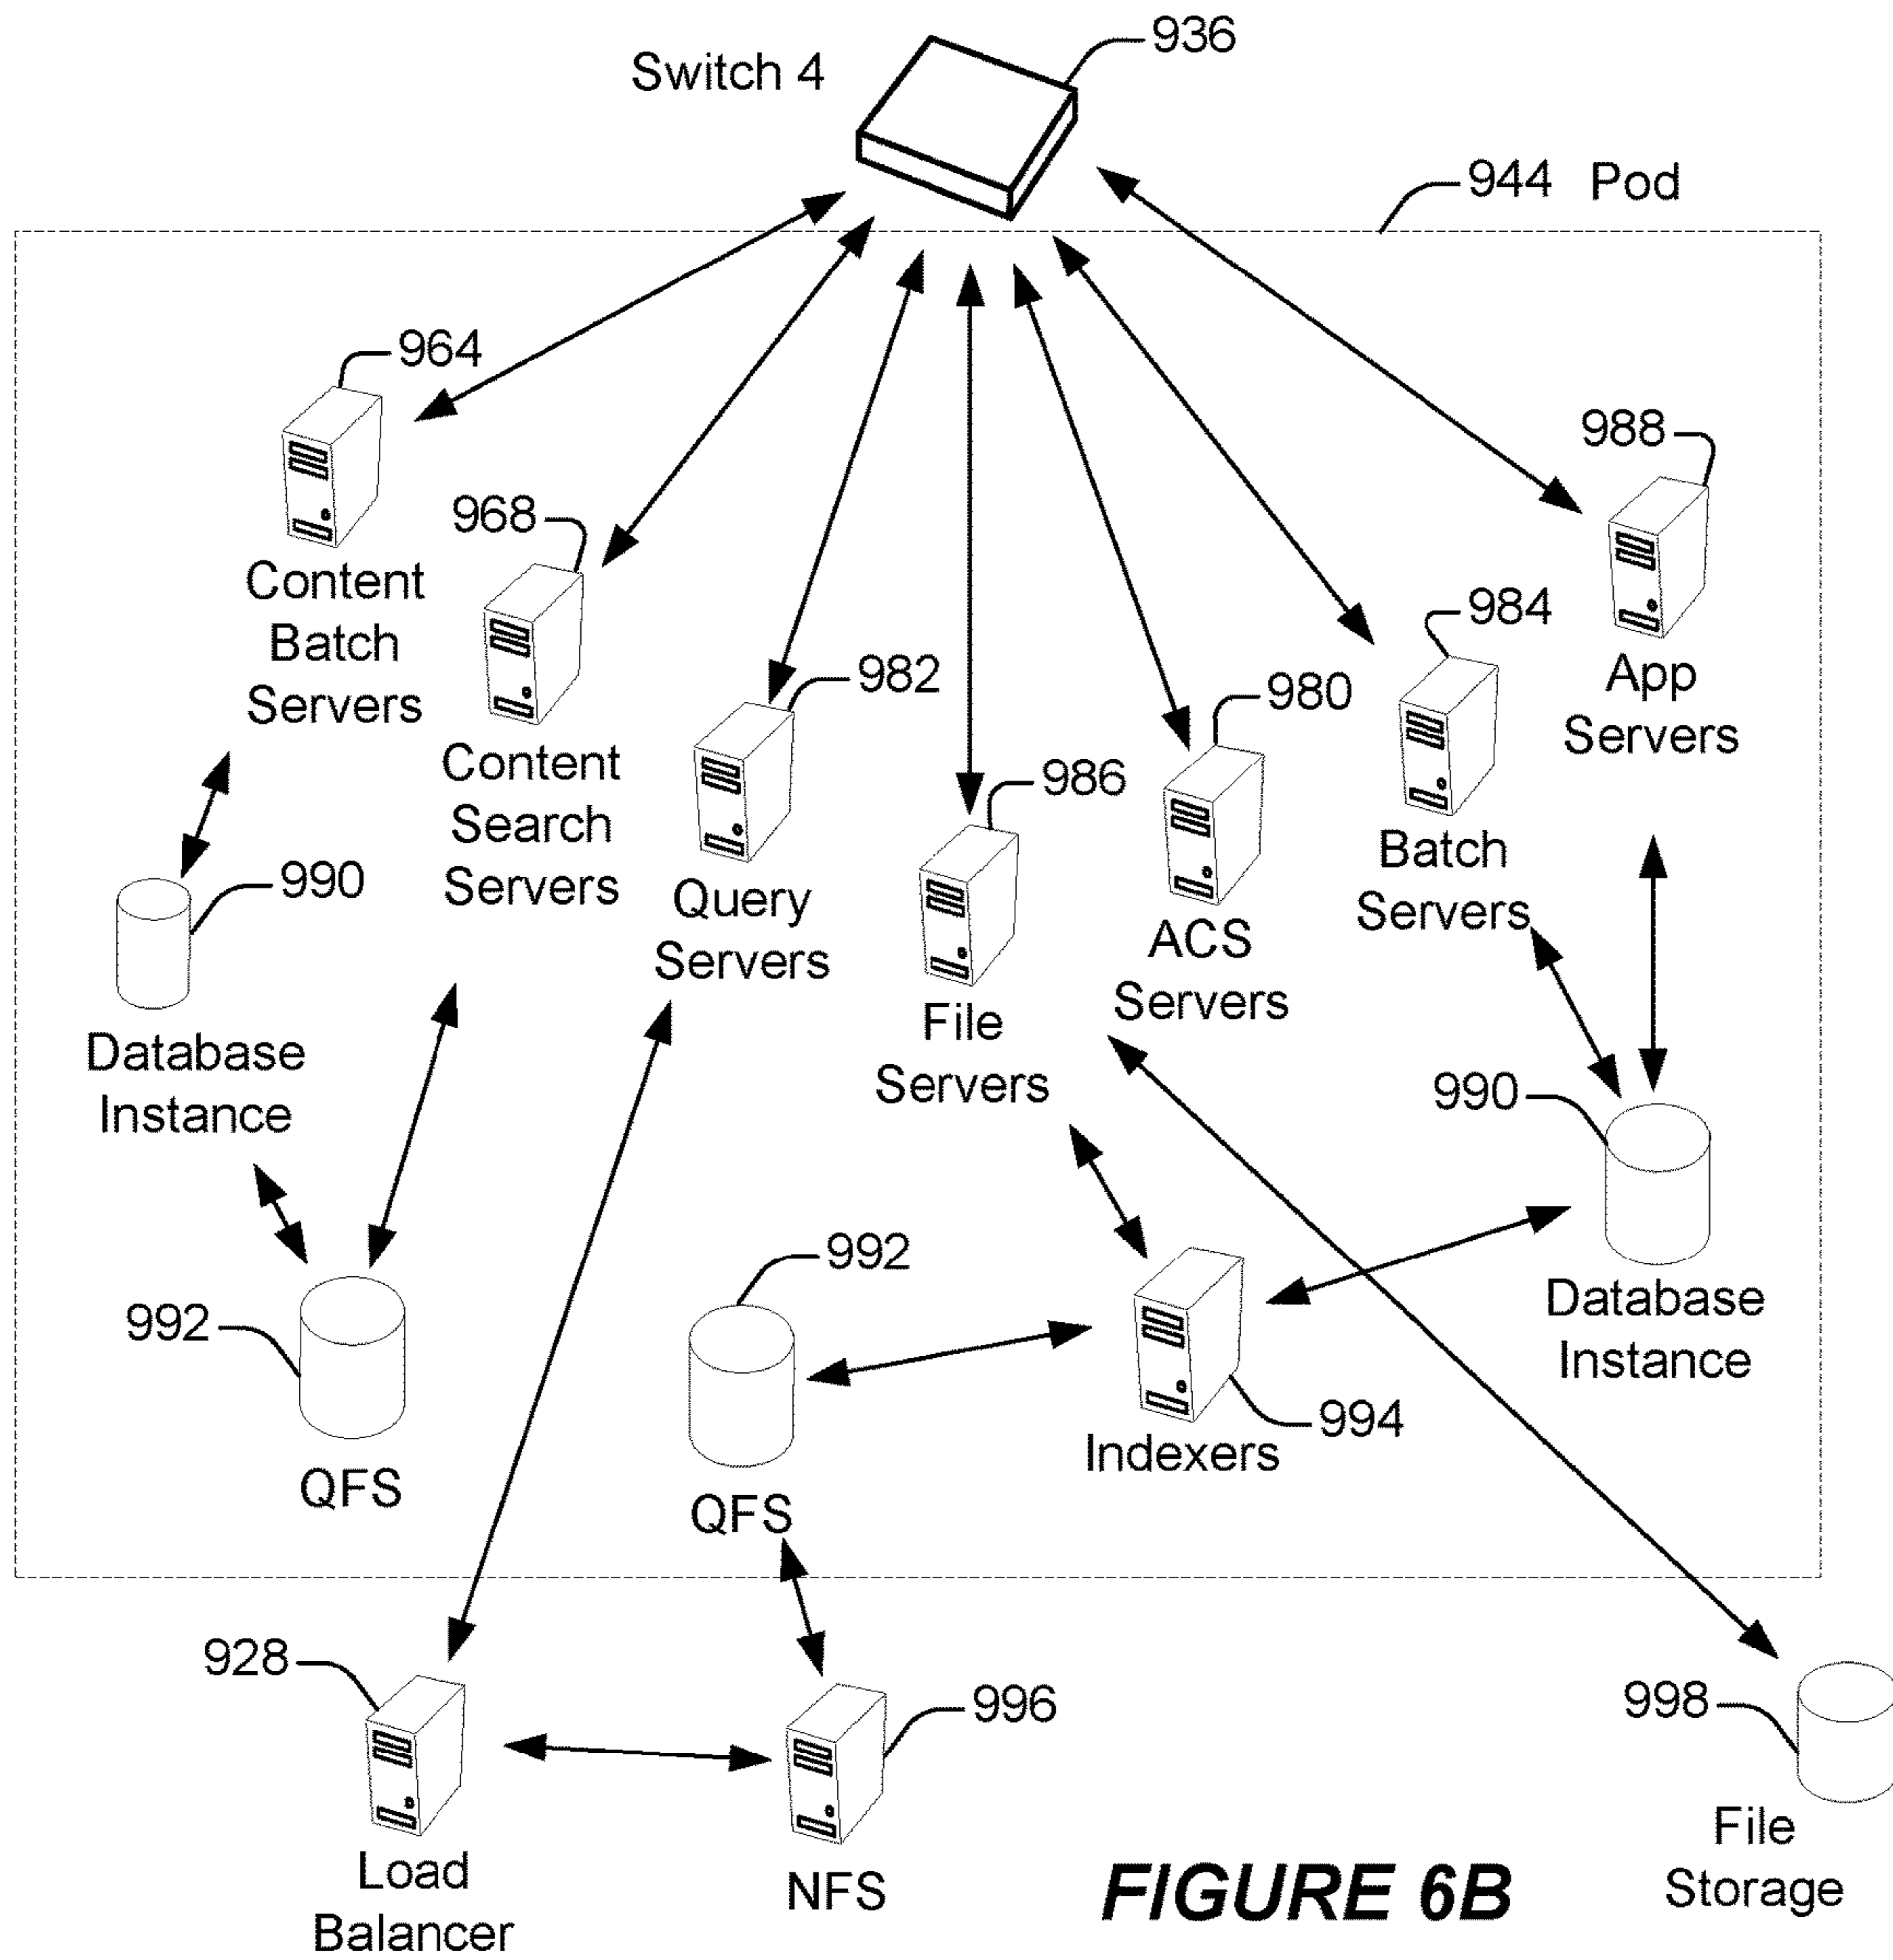 936
Switch 4
944 Pod
964
Content
Batch
Servers
968
Content
Search
Servers
982
Query
Servers
986
File
Servers
980
ACS
Servers
984
Batch
Servers
988
App
Servers
990
Database
Instance
990
Database
Instance
992
QFS
992
QFS
994
Indexers
928
Load
Balancer
996
NFS
998
File
Storage
FIGURE 6B